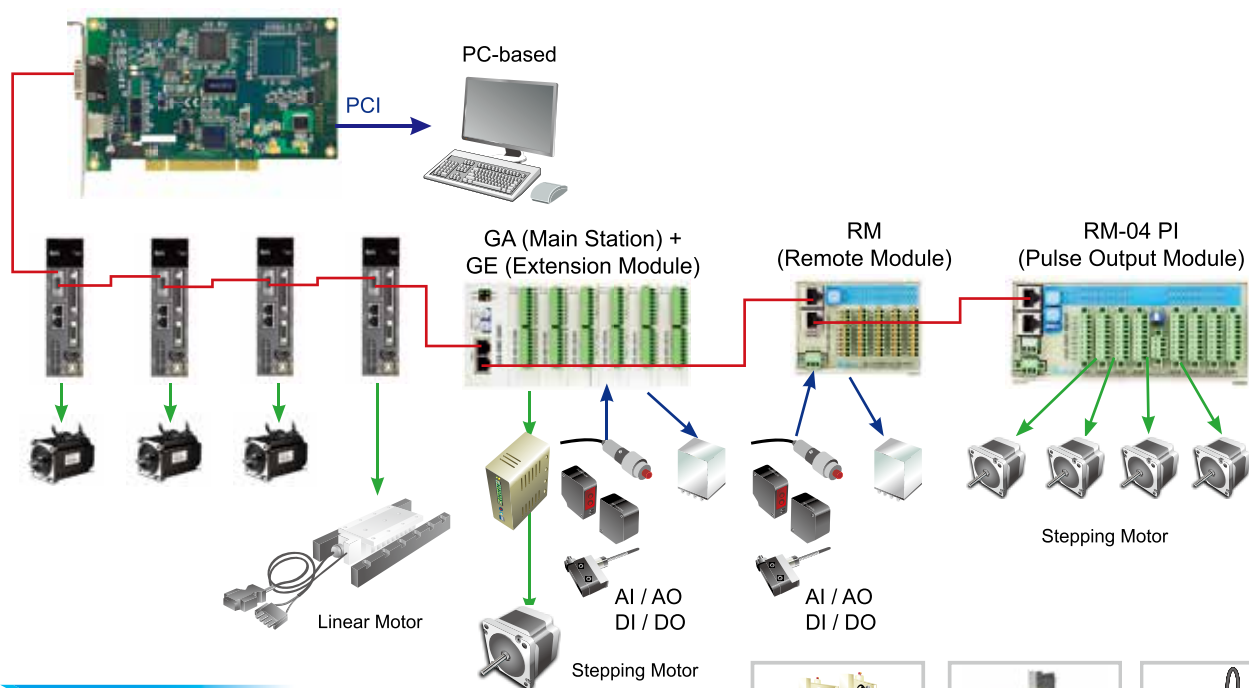 PC-based
PCI
GA (Main Station) +
GE (Extension Module)
RM
(Remote Module)
RM-04 PI
(Pulse Output Module)
Stepping Motor
AI / AO
DI / DO
AI / AO
DI / DO
Linear Motor
Stepping Motor